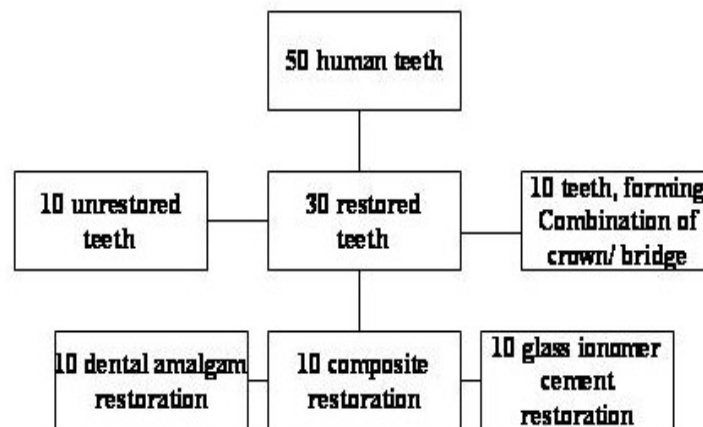 50 human teeth
10 unrestored
teeth
30 restored
teeth
10 teeth, forming
Combination of
crown/ bridge
10 dental amalgam
restoration
10 composite
restoration
10 glass ionomer
cement
restoration